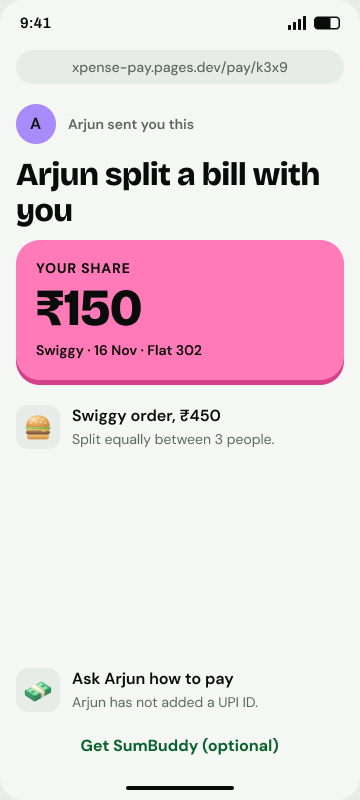 9:41
xpense-pay.pages.dev/pay/k3x9
A
Arjun sent you this
Arjun split a bill with
you
YOUR SHARE
₹150
Swiggy · 16 Nov · Flat 302
Swiggy order, ₹450
Split equally between 3 people.
Ask Arjun how to pay
Arjun has not added a UPI ID.
Get SumBuddy (optional)